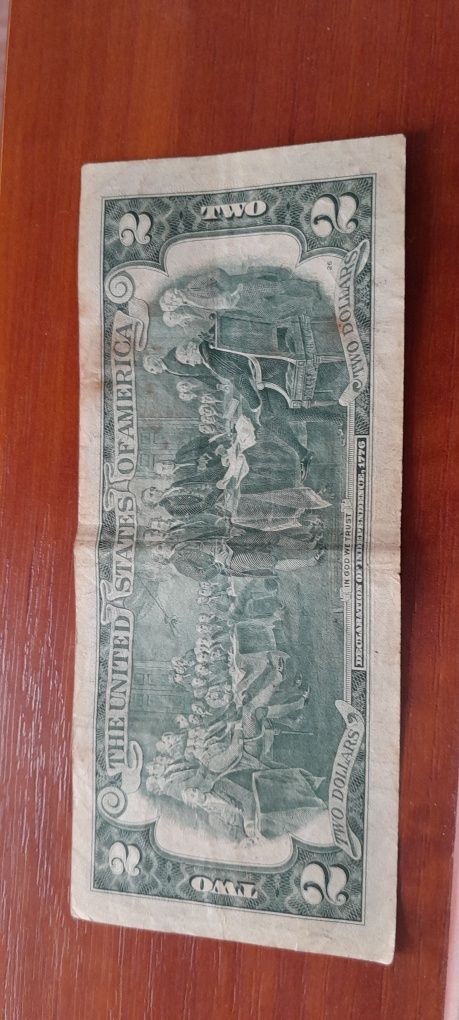 THE UNITED STATES OF AMERICA
2
TWO
2
2
TWO
2
26
TWO DOLLARS
IN GOD WE TRUST
TWO DOLLARS
DECLARATION OF INDEPENDENCE, 1776